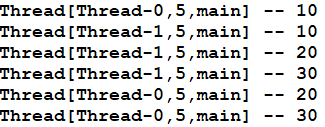 Thread[Thread-0,5,main] -- 10
Thread[Thread-1,5,main] -- 10
Thread[Thread-1,5,main] -- 20
Thread[Thread-1,5,main] -- 30
Thread[Thread-0,5,main] -- 20
Thread[Thread-0,5,main] -- 30